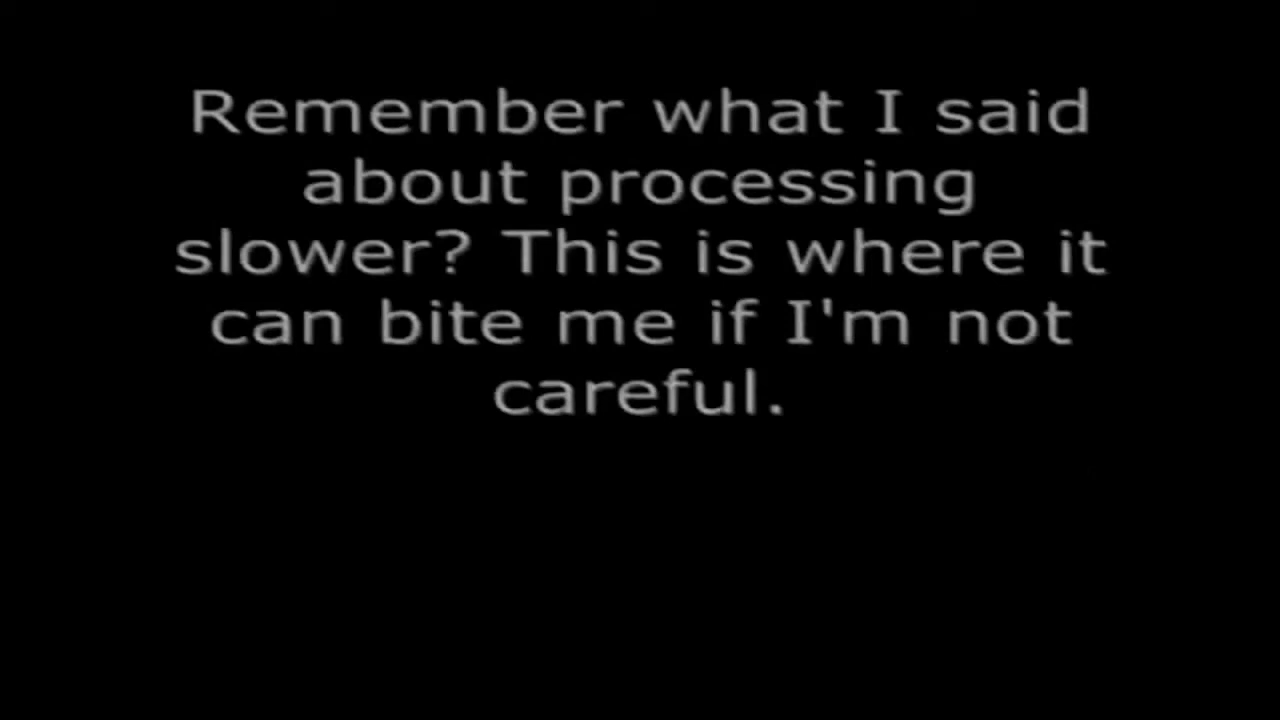 Remember what I said
about processing
slower? This is where it
can bite me if I'm not
careful.